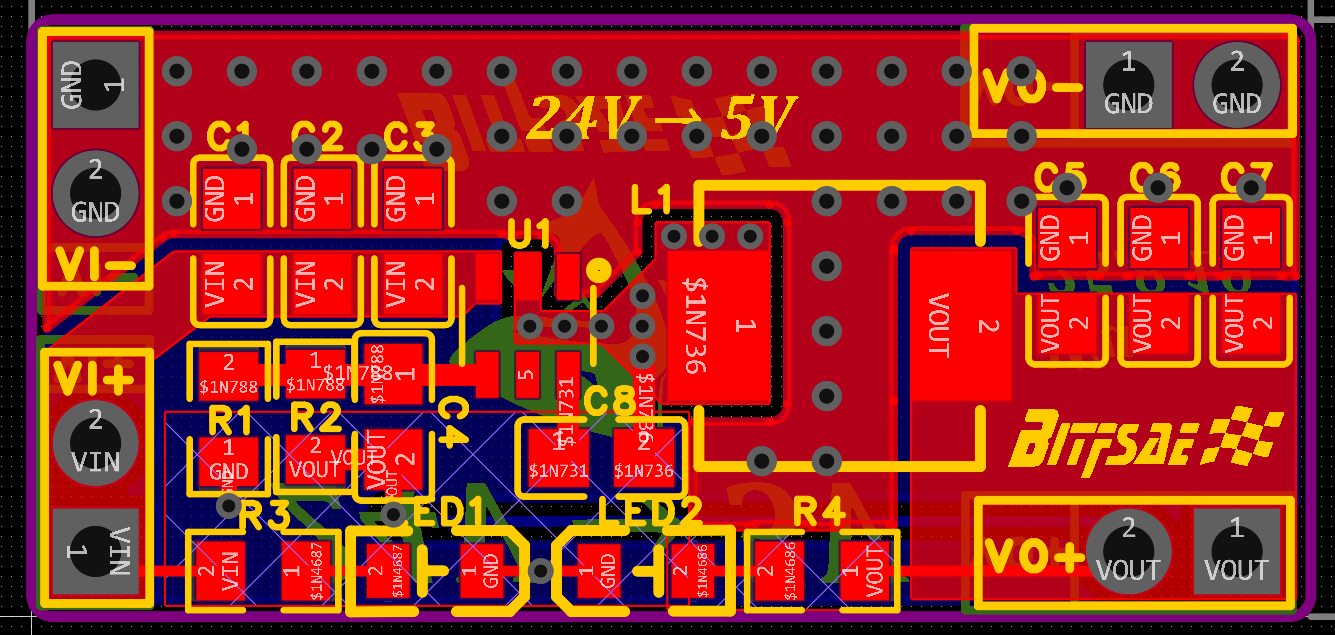 24V → 5V
GND 1
2 GND
VI-
C1 C2 C3
GND 1
GND 1
GND 1
VIN 2
VIN 2
VIN 2
U1
L1
$1N736 1
VOUT 2
VO-
1 GND
2 GND
C5 C6 C7
GND 1
GND 1
GND 1
VOUT 2
VOUT 2
VOUT 2
VI+
2 VIN
1 VIN
2 $1N788
1 $1N788
$1N788 1
5
$1N731
$1N736
R1 R2
C4
C8
1 GND
2 VOUT
VOUT 2
GND
VOUT
1 $1N731
2 $1N736
BITFSAE
R3 LED1 LED2 R4
2 VIN
1 $1N4687
2 $1N4687
1 GND
1 GND
2 $1N4686
2 $1N4686
1 VOUT
VO+
2 VOUT
1 VOUT